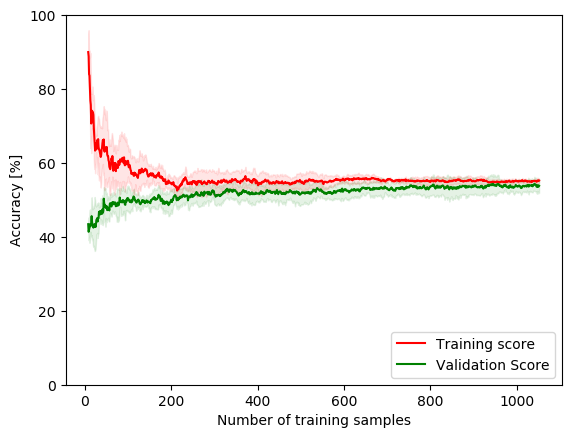 100
80
60
40
20
0
Accuracy [%]
0 200 400 600 800 1000
Number of training samples
Training score
Validation Score